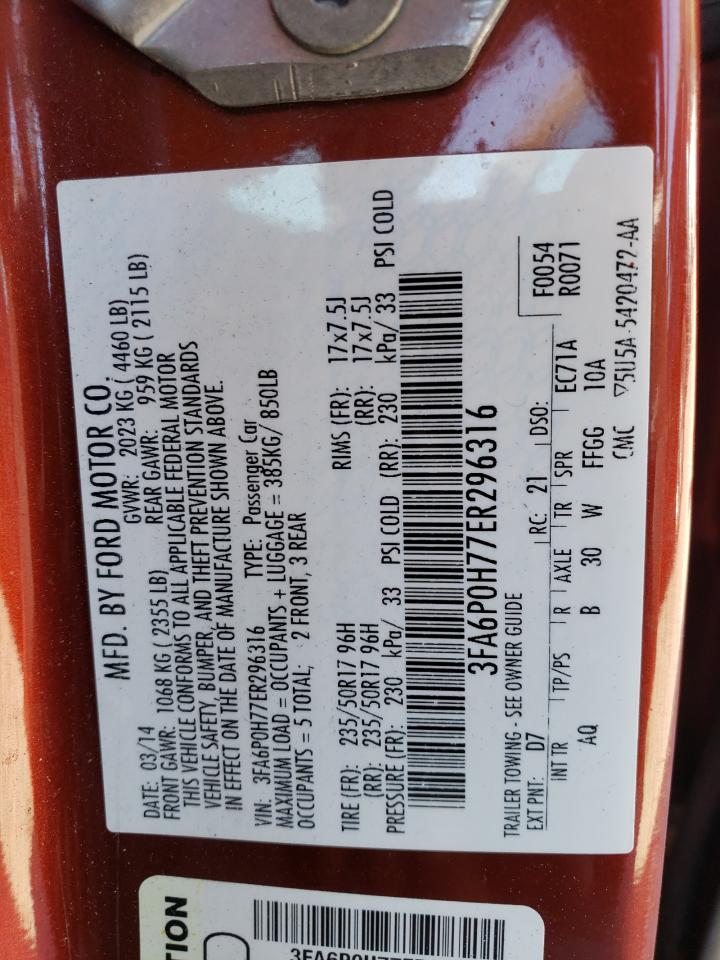 MFD. BY FORD MOTOR CO.
DATE: 03/14 GVWR: 2023 KG ( 4460 LB)
FRONT GAWR: 1068 KG ( 2355 LB) REAR GAWR: 959 KG ( 2115 LB)
THIS VEHICLE CONFORMS TO ALL APPLICABLE FEDERAL MOTOR
VEHICLE SAFETY, BUMPER, AND THEFT PREVENTION STANDARDS
IN EFFECT ON THE DATE OF MANUFACTURE SHOWN ABOVE.
VIN: 3FA6P0H77ER296316 TYPE: Passenger Car
MAXIMUM LOAD = OCCUPANTS + LUGGAGE = 385KG/ 850LB
OCCUPANTS = 5 TOTAL, 2 FRONT, 3 REAR
TIRE (FR): 235/50R17 96H RIMS (FR): 17x7.5J
(RR): 235/50R17 96H (RR): 17x7.5J
PRESSURE (FR): 230 kPa/ 33 PSI COLD (RR): 230 kPa/ 33 PSI COLD
3FA6P0H77ER296316
TRAILER TOWING - SEE OWNER GUIDE F0054
EXT PNT: D7 RC: 21 DSO: R0071
INT TR TP/PS R AXLE TR SPR EC71A
AQ B 30 W FFGG 10A
5U5A-5420472-AA
TION